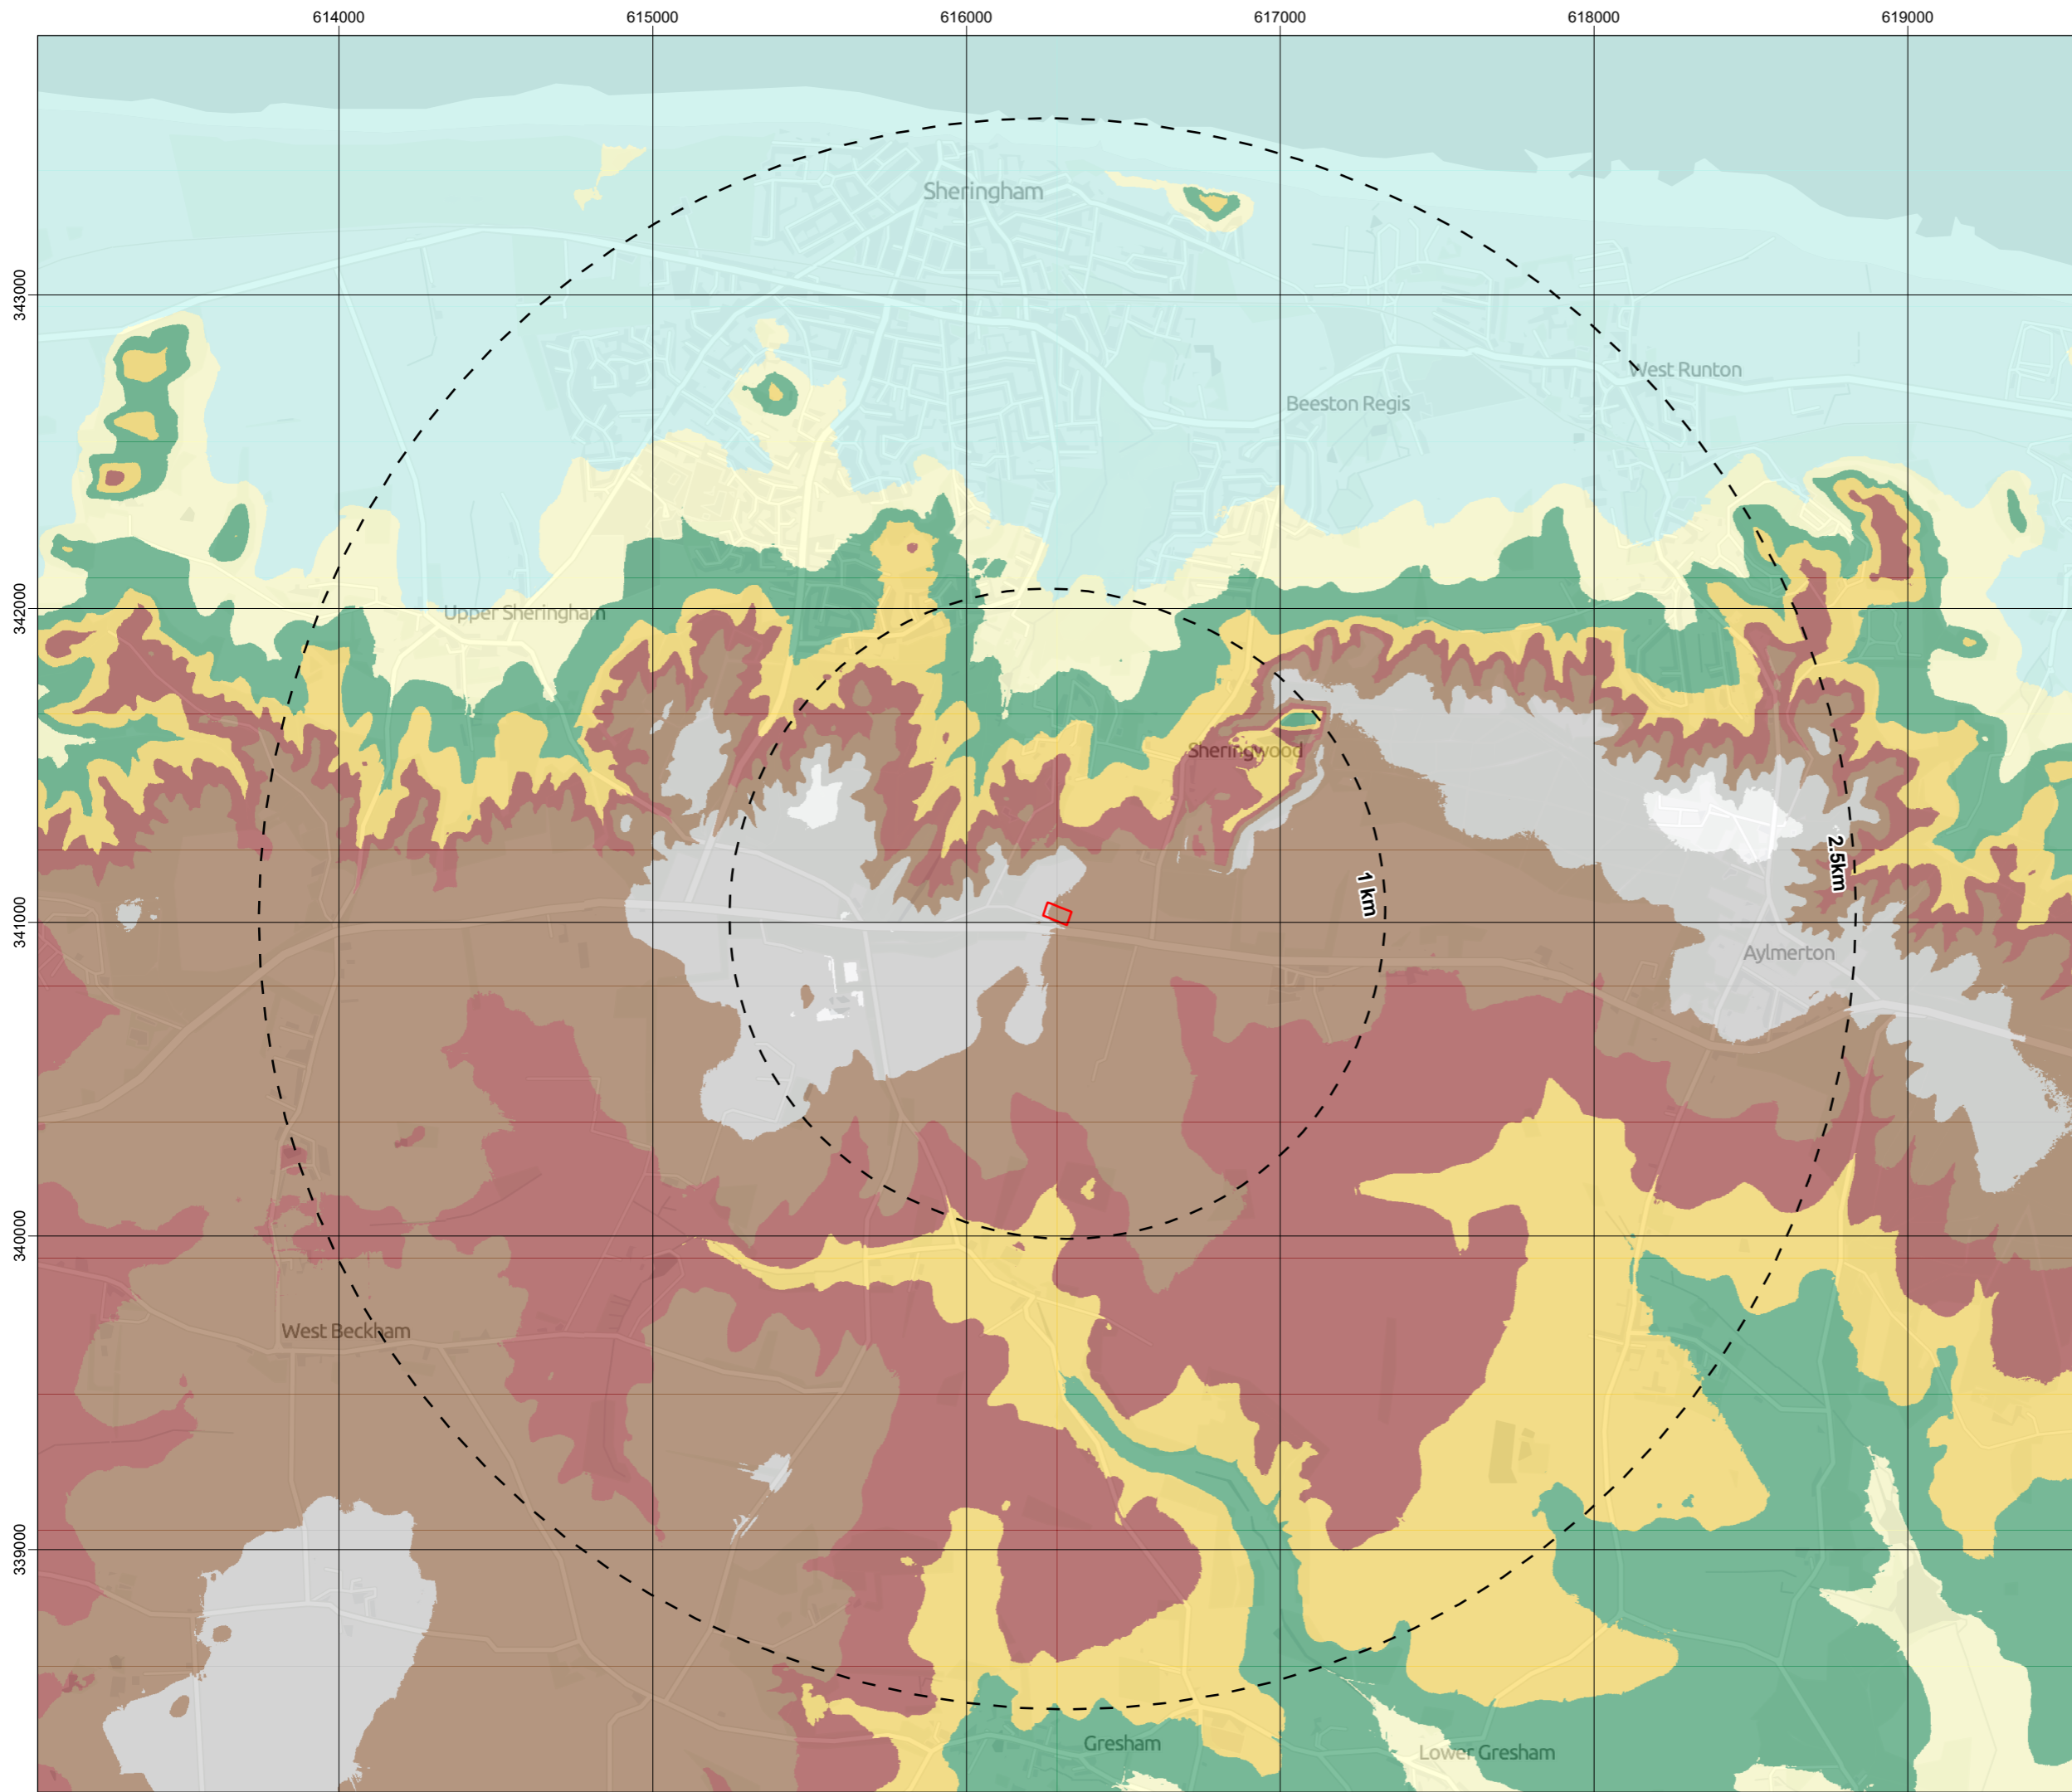 614000 615000 616000 617000 618000 619000
Sheringham
343000
West Runton
Beeston Regis
342000
Upper Sheringham
Sheringwood
2.5km
1 km
341000
Aylmerton
340000
West Beckham
339000
Gresham
Lower Gresham